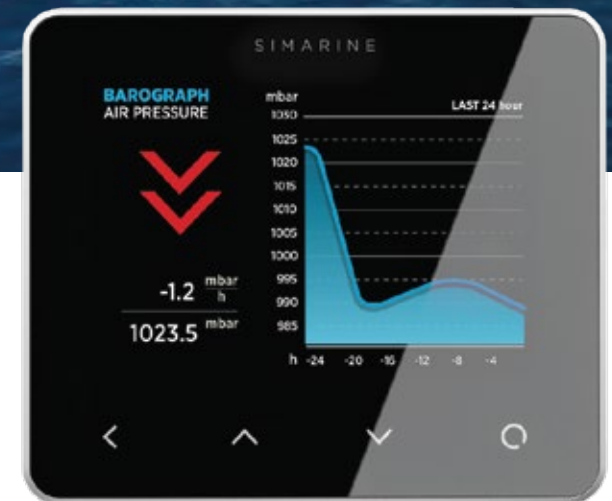 SIMARINE
BAROGRAPH
AIR PRESSURE
-1.2 mbar/h
1023.5 mbar
mbar
LAST 24 hour
1030
1025
1020
1015
1010
1005
1000
995
990
985
h -24 -20 -16 -12 -8 -4